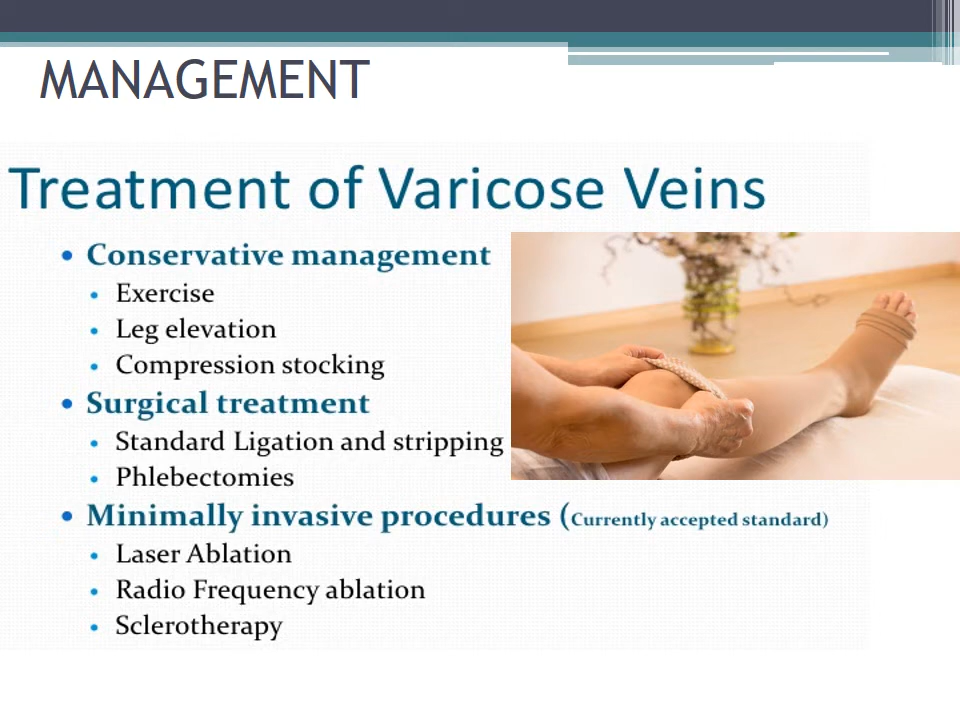 MANAGEMENT
Treatment of Varicose Veins
• Conservative management
• Exercise
• Leg elevation
• Compression stocking
• Surgical treatment
• Standard Ligation and stripping
• Phlebectomies
• Minimally invasive procedures (Currently accepted standard)
• Laser Ablation
• Radio Frequency ablation
• Sclerotherapy